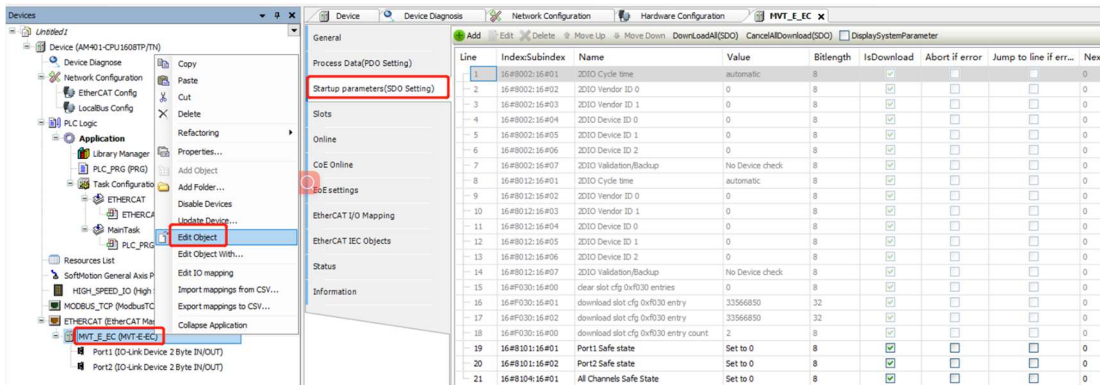 Devices
Untitled1
Device (AM401-CPU1608TP/TN)
Device Diagnose
Network Configuration
EtherCAT Config
LocalBus Config
PLC Logic
Application
Library Manager
PLC_PRG (PRG)
Task Configuratio
ETHERCAT
ETHERCA
MainTask
PLC_PRG
Resources List
SoftMotion General Axis P
HIGH_SPEED_IO (High
MODBUS_TCP (ModbusTC
ETHERCAT (EtherCAT Mas
MVT_E_EC (MVT-E-EC)
Port1 (IO-Link Device 2 Byte IN/OUT)
Port2 (IO-Link Device 2 Byte IN/OUT)
Copy
Paste
Cut
Delete
Refactoring
Properties...
Add Object
Add Folder...
Disable Devices
Update Device...
Edit Object
Edit Object With...
Edit IO mapping
Import mappings from CSV...
Export mappings to CSV...
Collapse Application
Device
Device Diagnosis
Network Configuration
Hardware Configuration
MVT_E_EC
General
Process Data(PDO Setting)
Startup parameters(SDO Setting)
Slots
Online
CoE Online
EoE settings
EtherCAT I/O Mapping
EtherCAT IEC Objects
Status
Information
Add Edit Delete Move Up Move Down DownLoadAll(SDO) CancelAllDownload(SDO) DisplaySystemParameter
Line Index:Subindex Name Value Bitlength IsDownload Abort if error Jump to line if err... Nex
1 16#8002:16#01 2DIO Cycle time automatic 8 0
2 16#8002:16#02 2DIO Vendor ID 0 0 8 0
3 16#8002:16#03 2DIO Vendor ID 1 0 8 0
4 16#8002:16#04 2DIO Device ID 0 0 8 0
5 16#8002:16#05 2DIO Device ID 1 0 8 0
6 16#8002:16#06 2DIO Device ID 2 0 8 0
7 16#8002:16#07 2DIO Validation/Backup No Device check 8 0
8 16#8012:16#01 2DIO Cycle time automatic 8 0
9 16#8012:16#02 2DIO Vendor ID 0 0 8 0
10 16#8012:16#03 2DIO Vendor ID 1 0 8 0
11 16#8012:16#04 2DIO Device ID 0 0 8 0
12 16#8012:16#05 2DIO Device ID 1 0 8 0
13 16#8012:16#06 2DIO Device ID 2 0 8 0
14 16#8012:16#07 2DIO Validation/Backup No Device check 8 0
15 16#F030:16#00 clear slot cfg 0xf030 entries 0 8 0
16 16#F030:16#01 download slot cfg 0xf030 entry 33566850 32 0
17 16#F030:16#02 download slot cfg 0xf030 entry 33566850 32 0
18 16#F030:16#00 download slot cfg 0xf030 entry count 2 8 0
19 16#8101:16#01 Port1 Safe state Set to 0 8 0
20 16#8101:16#02 Port2 Safe state Set to 0 8 0
21 16#8104:16#01 All Channels Safe State Set to 0 8 0